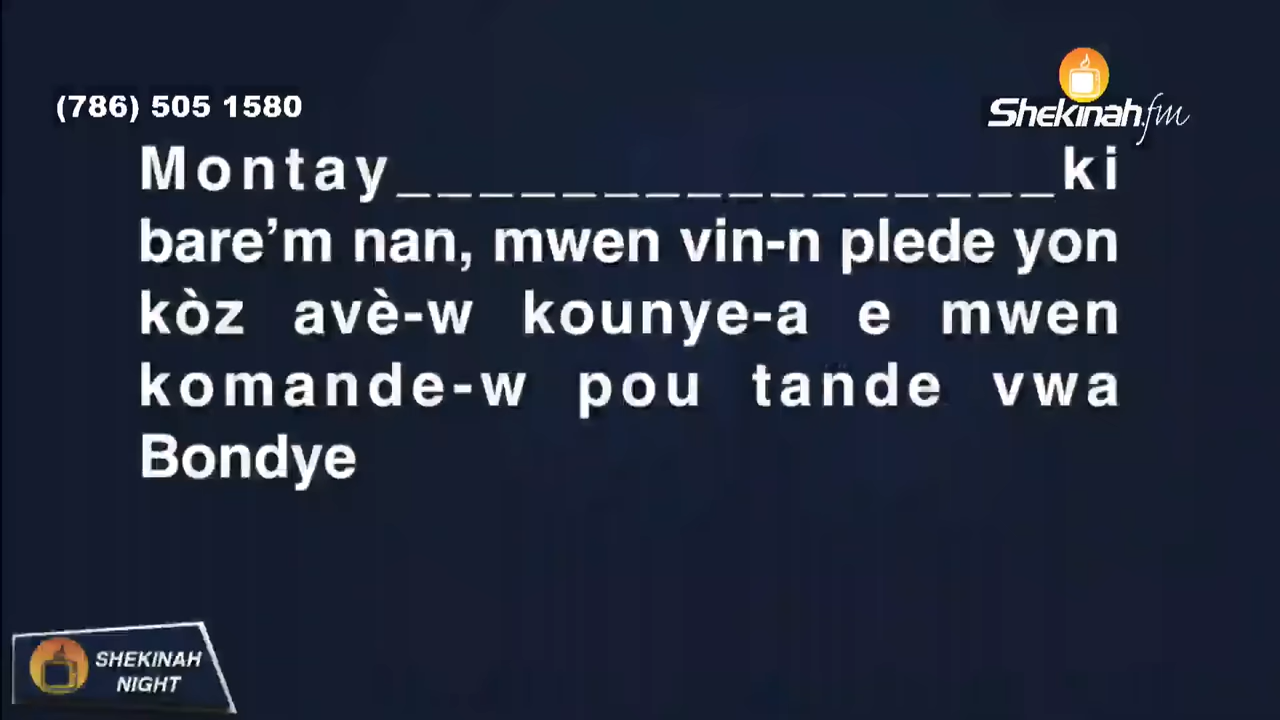 (786) 505 1580
Shekinah.fm
Montay________________ki
bare’m nan, mwen vin-n plede yon
kòz avè-w kounye-a e mwen
komande-w pou tande vwa
Bondye
SHEKINAH
NIGHT